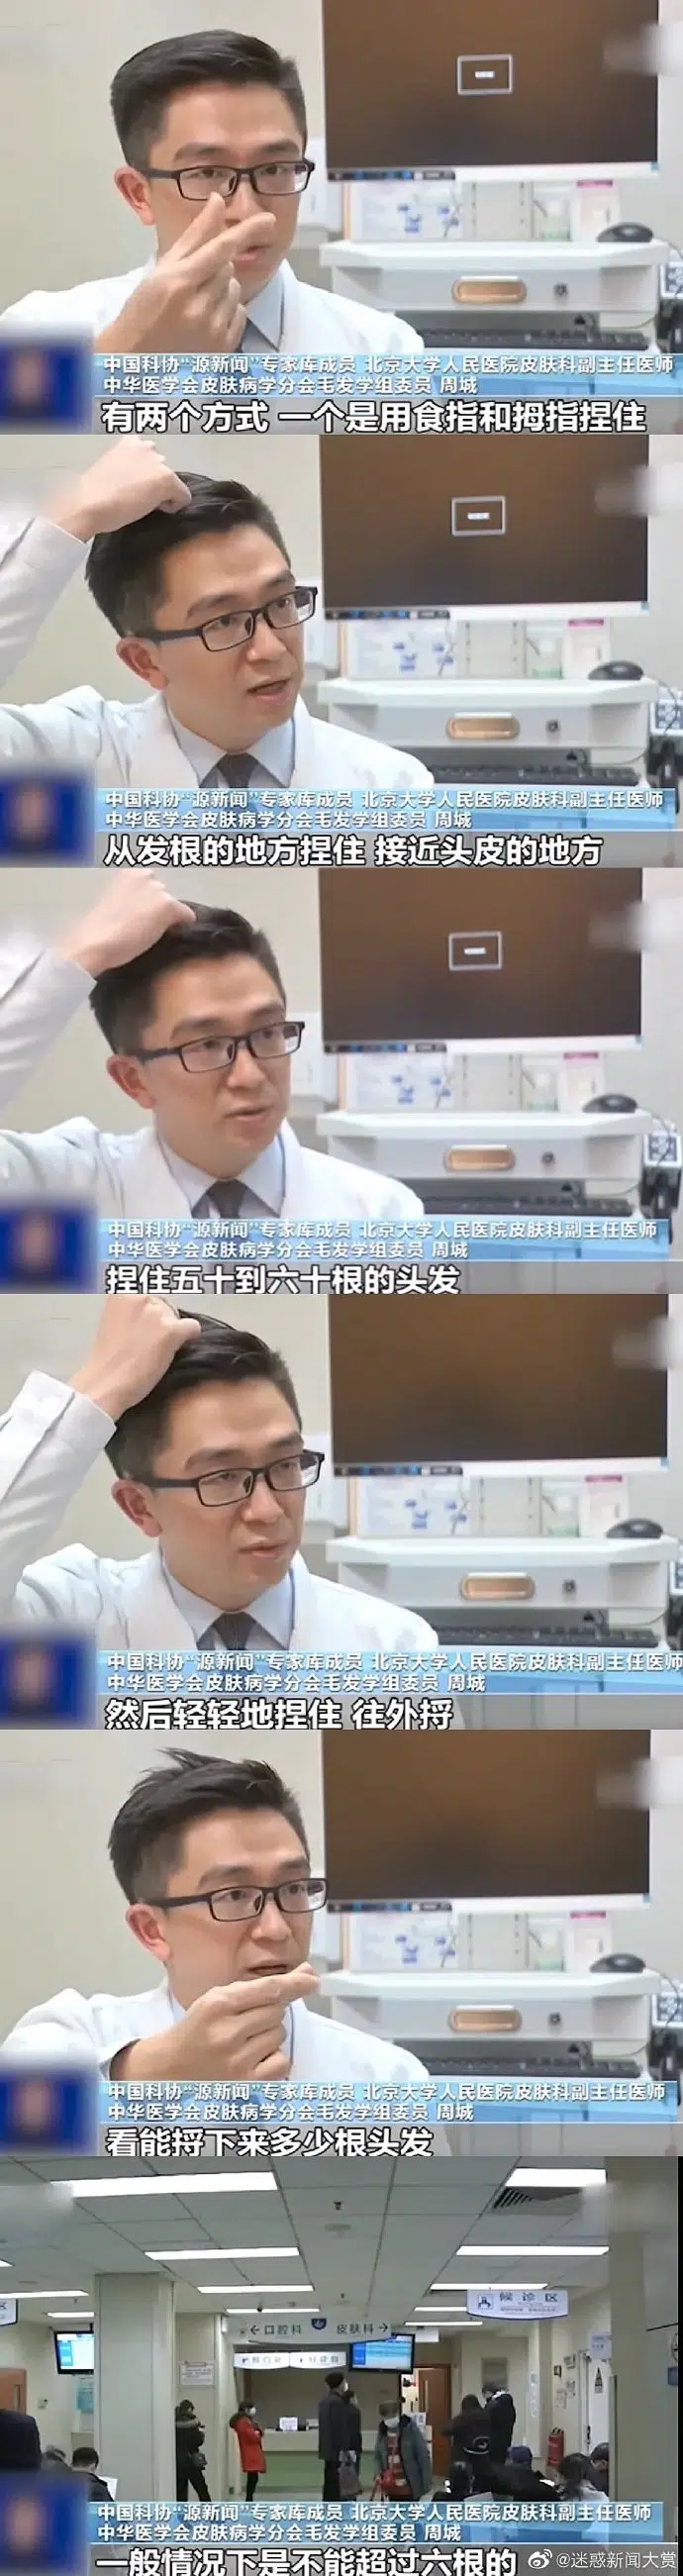 中国科协“源新闻”专家库成员 北京大学人民医院皮肤科副主任医师
中华医学会皮肤病学分会毛发学组委员 周城
有两个方式 一个是用食指和拇指捏住
中国科协“源新闻”专家库成员 北京大学人民医院皮肤科副主任医师
中华医学会皮肤病学分会毛发学组委员 周城
从发根的地方捏住 接近头皮的地方
中国科协“源新闻”专家库成员 北京大学人民医院皮肤科副主任医师
中华医学会皮肤病学分会毛发学组委员 周城
捏住五十到六十根的头发
中国科协“源新闻”专家库成员 北京大学人民医院皮肤科副主任医师
中华医学会皮肤病学分会毛发学组委员 周城
然后轻轻地捏住 往外捋
中国科协“源新闻”专家库成员 北京大学人民医院皮肤科副主任医师
中华医学会皮肤病学分会毛发学组委员 周城
看能捋下来多少根头发
候诊区
←口腔科 皮肤科→
中国科协“源新闻”专家库成员 北京大学人民医院皮肤科副主任医师
中华医学会皮肤病学分会毛发学组委员 周城
一般情况下是不能超过六根的
@迷惑新闻大赏